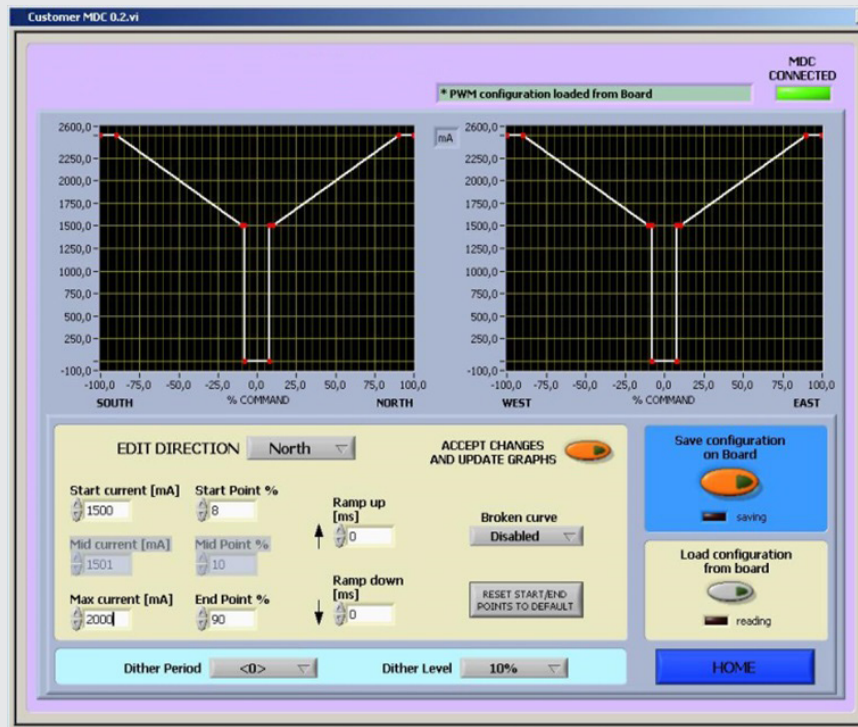 Customer MDC 0.2.vi
MDC
CONNECTED
* PWM configuration loaded from Board
2600,0
2250,0
2000,0
1750,0
1500,0
1250,0
1000,0
750,0
500,0
250,0
-100,0
-100,0 -75,0 -50,0 -25,0 0,0 25,0 50,0 75,0 100,0
SOUTH % COMMAND NORTH
mA
2600,0
2250,0
2000,0
1750,0
1500,0
1250,0
1000,0
750,0
500,0
250,0
-100,0
-100,0 -75,0 -50,0 -25,0 0,0 25,0 50,0 75,0 100,0
WEST % COMMAND EAST
EDIT DIRECTION North
ACCEPT CHANGES
AND UPDATE GRAPHS
Start current [mA] Start Point %
1500 8
Mid current [mA] Mid Point %
1501 10
Max current [mA] End Point %
2000 90
Ramp up
[ms]
0
Ramp down
[ms]
0
Broken curve
Disabled
RESET START/END
POINTS TO DEFAULT
Save configuration
on Board
saving
Load configuration
from board
reading
Dither Period <0> Dither Level 10%
HOME